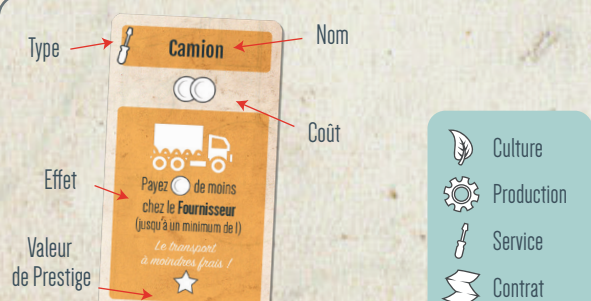 Type
Camion
Nom
Coût
Effet
Payez de moins
chez le Fournisseur
(jusqu'à un minimum de 1)
Le transport
à moindres frais !
Valeur
de Prestige
Culture
Production
Service
Contrat